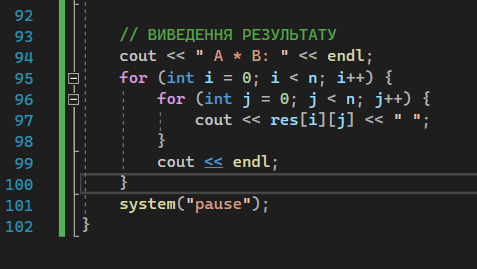 92
93 // ВИВЕДЕННЯ РЕЗУЛЬТАТУ
94 cout << " A * B: " << endl;
95 for (int i = 0; i < n; i++) {
96 for (int j = 0; j < n; j++) {
97 cout << res[i][j] << " ";
98 }
99 cout << endl;
100 }
101 system("pause");
102 }